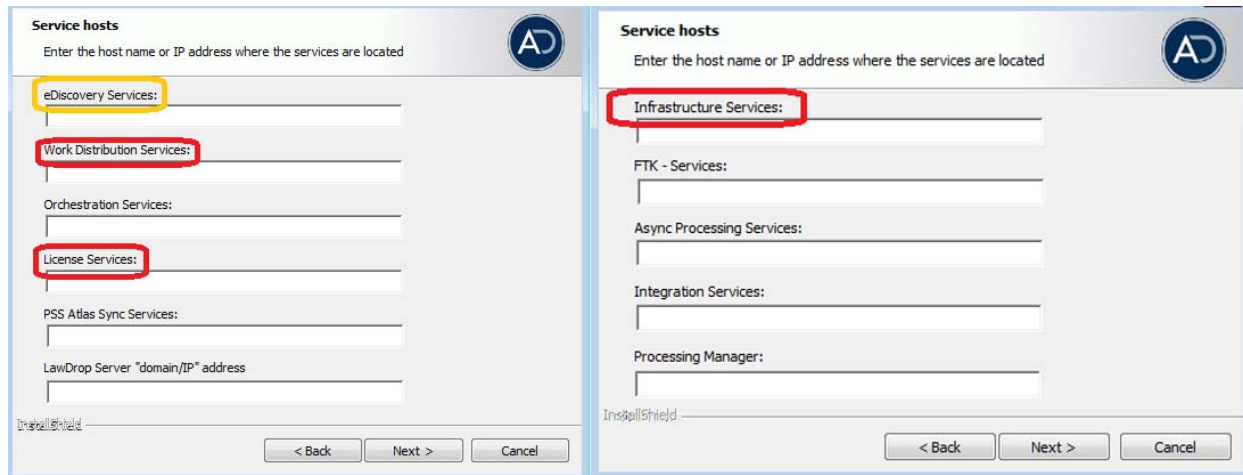 Service hosts
Enter the host name or IP address where the services are located
AD
eDiscovery Services:
Work Distribution Services:
Orchestration Services:
License Services:
PSS Atlas Sync Services:
LawDrop Server "domain/IP" address
InstallShield
< Back Next > Cancel
Service hosts
Enter the host name or IP address where the services are located
AD
Infrastructure Services:
FTK - Services:
Async Processing Services:
Integration Services:
Processing Manager:
InstallShield
< Back Next > Cancel